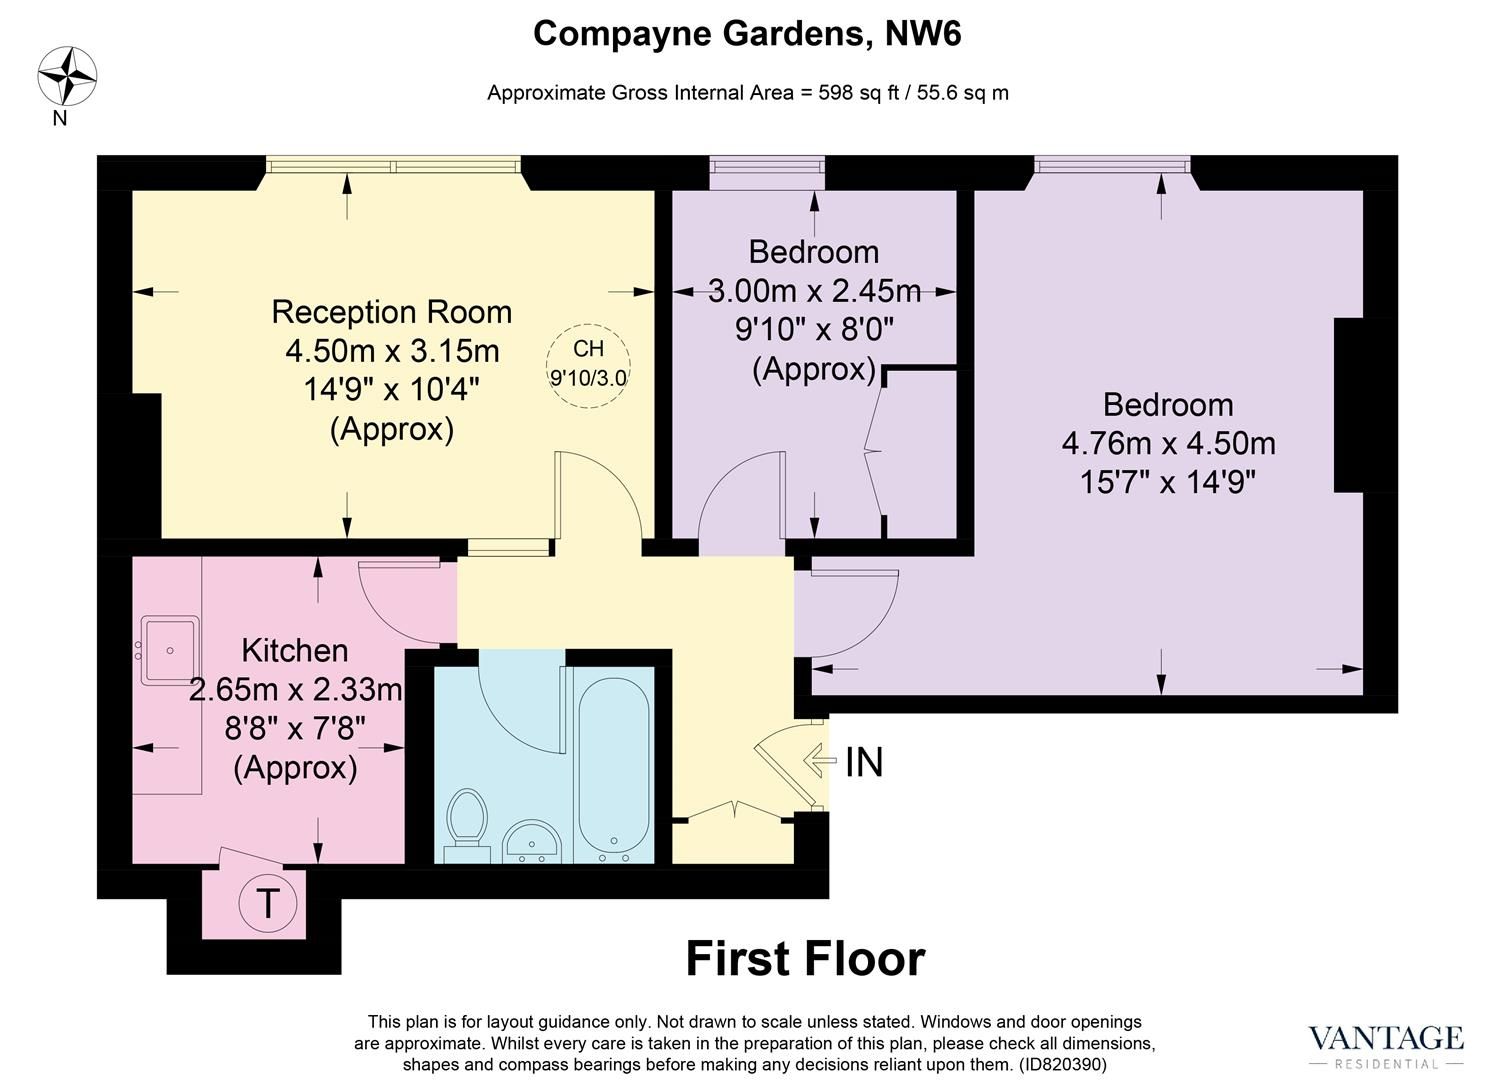 Compayne Gardens, NW6
Approximate Gross Internal Area = 598 sq ft / 55.6 sq m
N
Reception Room
4.50m x 3.15m
14'9" x 10'4"
(Approx)
CH
9'10/3.0
Bedroom
3.00m x 2.45m
9'10" x 8'0"
(Approx)
Bedroom
4.76m x 4.50m
15'7" x 14'9"
Kitchen
2.65m x 2.33m
8'8" x 7'8"
(Approx)
IN
T
First Floor
This plan is for layout guidance only. Not drawn to scale unless stated. Windows and door openings
are approximate. Whilst every care is taken in the preparation of this plan, please check all dimensions,
shapes and compass bearings before making any decisions reliant upon them. (ID820390)
VANTAGE
RESIDENTIAL